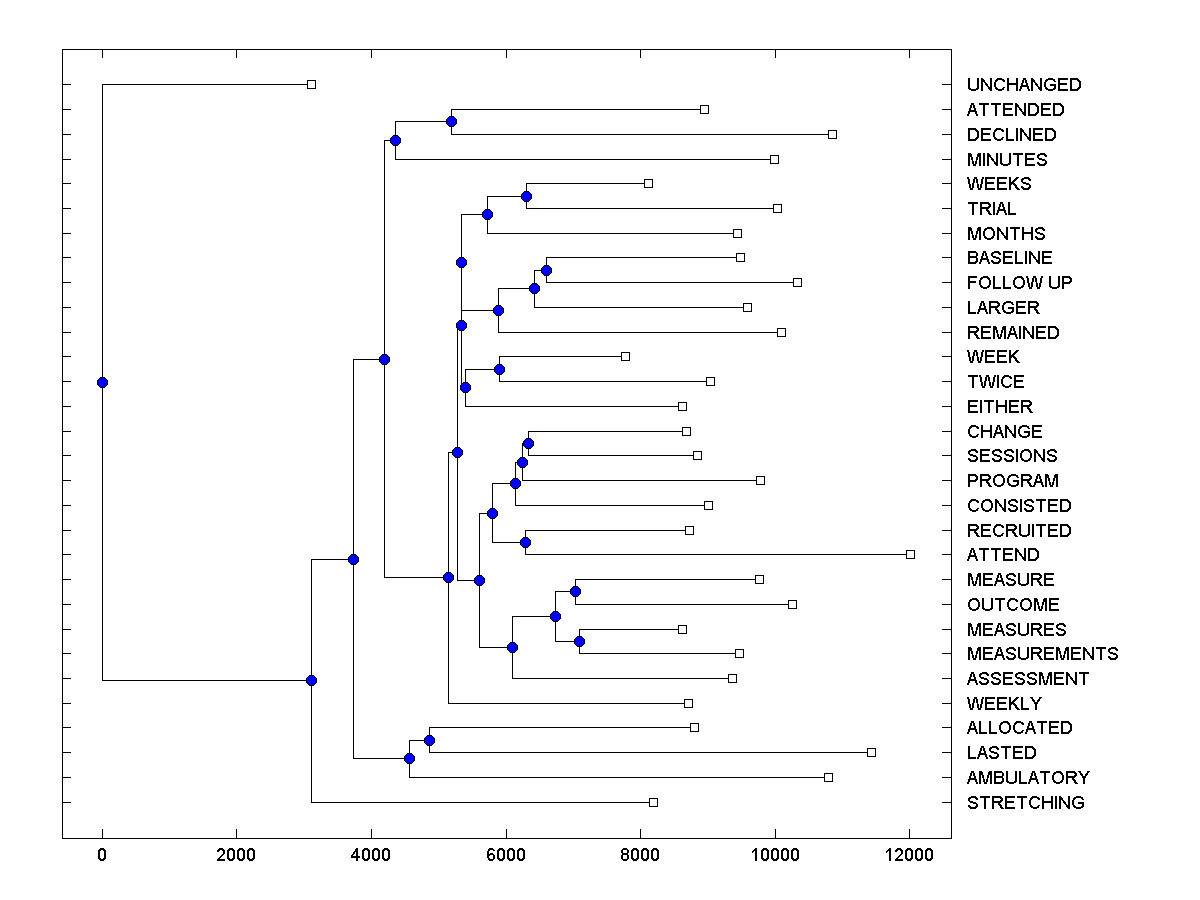 UNCHANGED
ATTENDED
DECLINED
MINUTES
WEEKS
TRIAL
MONTHS
BASELINE
FOLLOW UP
LARGER
REMAINED
WEEK
TWICE
EITHER
CHANGE
SESSIONS
PROGRAM
CONSISTED
RECRUITED
ATTEND
MEASURE
OUTCOME
MEASURES
MEASUREMENTS
ASSESSMENT
WEEKLY
ALLOCATED
LASTED
AMBULATORY
STRETCHING
0 2000 4000 6000 8000 10000 12000